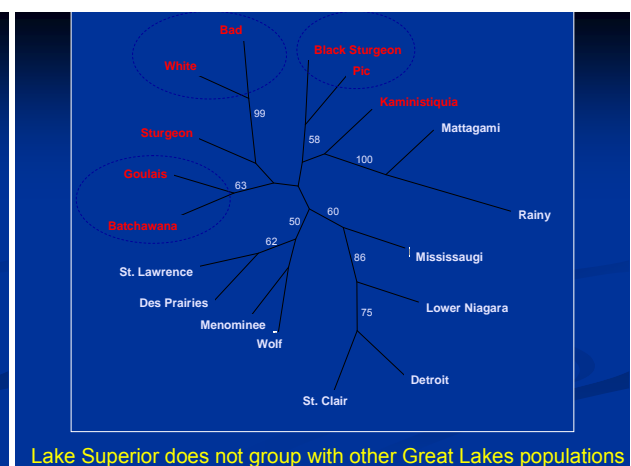 Bad
Black Sturgeon
White
Pic
Kaministiquia
99
Mattagami
Sturgeon
58
100
Goulais
63
Rainy
Batchawana
50
60
62
Mississaugi
St. Lawrence
86
Des Prairies
Lower Niagara
75
Menominee
Wolf
Detroit
St. Clair
Lake Superior does not group with other Great Lakes populations